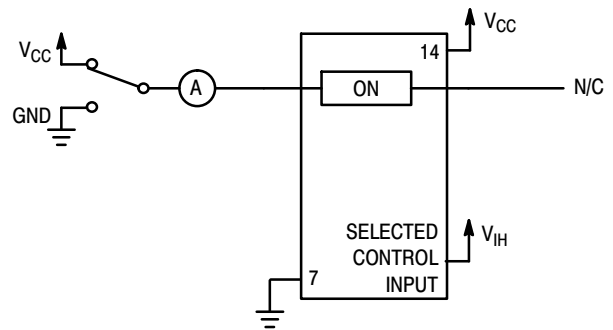 VCC
GND
A
ON
14
VCC
N/C
SELECTED
CONTROL
INPUT
VIH
7